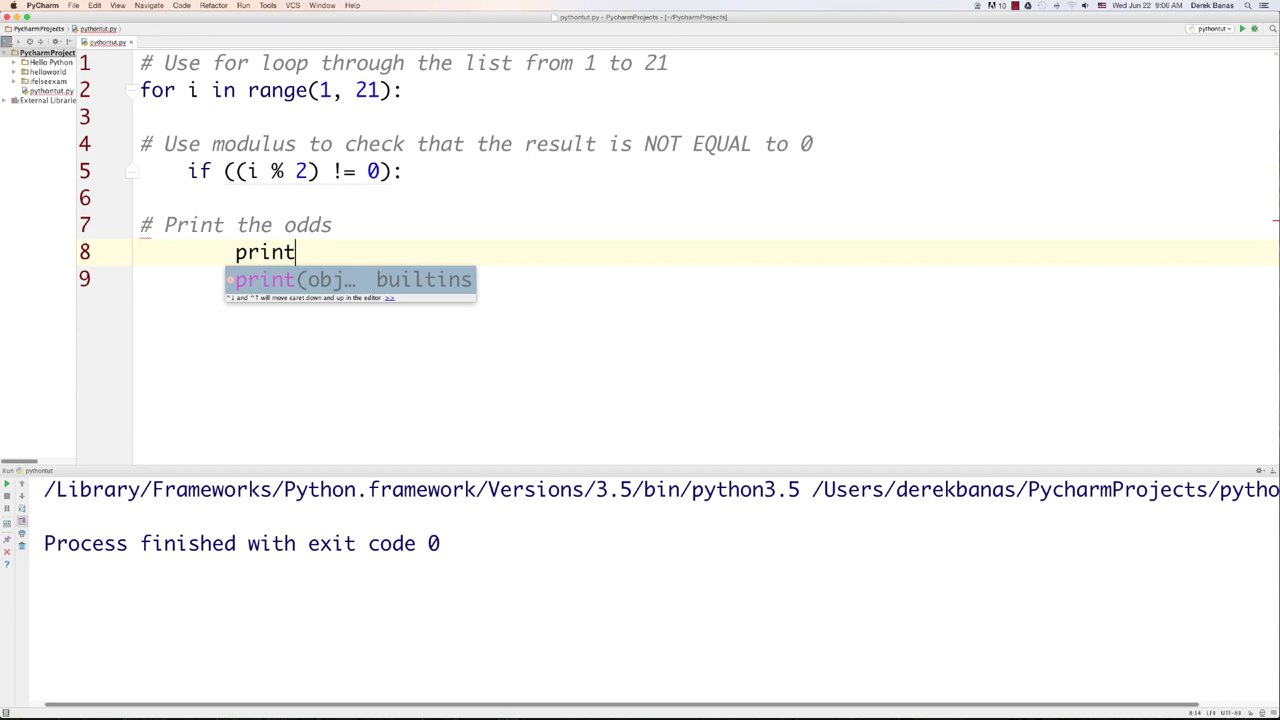 PyCharm File Edit View Navigate Code Refactor Run Tools VCS Window Help 10 Wed Jun 22 9:06 AM Derek Banas
pythontut.py - PycharmProjects - [~/PycharmProjects]
PycharmProjects pythontut.py pythontut
pythontut.py
PycharmProject
Hello Python
helloworld
ifelseexam
pythontut.py
External Librarie
1 # Use for loop through the list from 1 to 21
2 for i in range(1, 21):
3
4 # Use modulus to check that the result is NOT EQUAL to 0
5 if ((i % 2) != 0):
6
7 # Print the odds
8 print
9 print(obj… builtins
^↓ and ^↑ will move caret down and up in the editor >>
Run pythontut
/Library/Frameworks/Python.framework/Versions/3.5/bin/python3.5 /Users/derekbanas/PycharmProjects/pytho
Process finished with exit code 0
8:14 LF÷ UTF-8÷